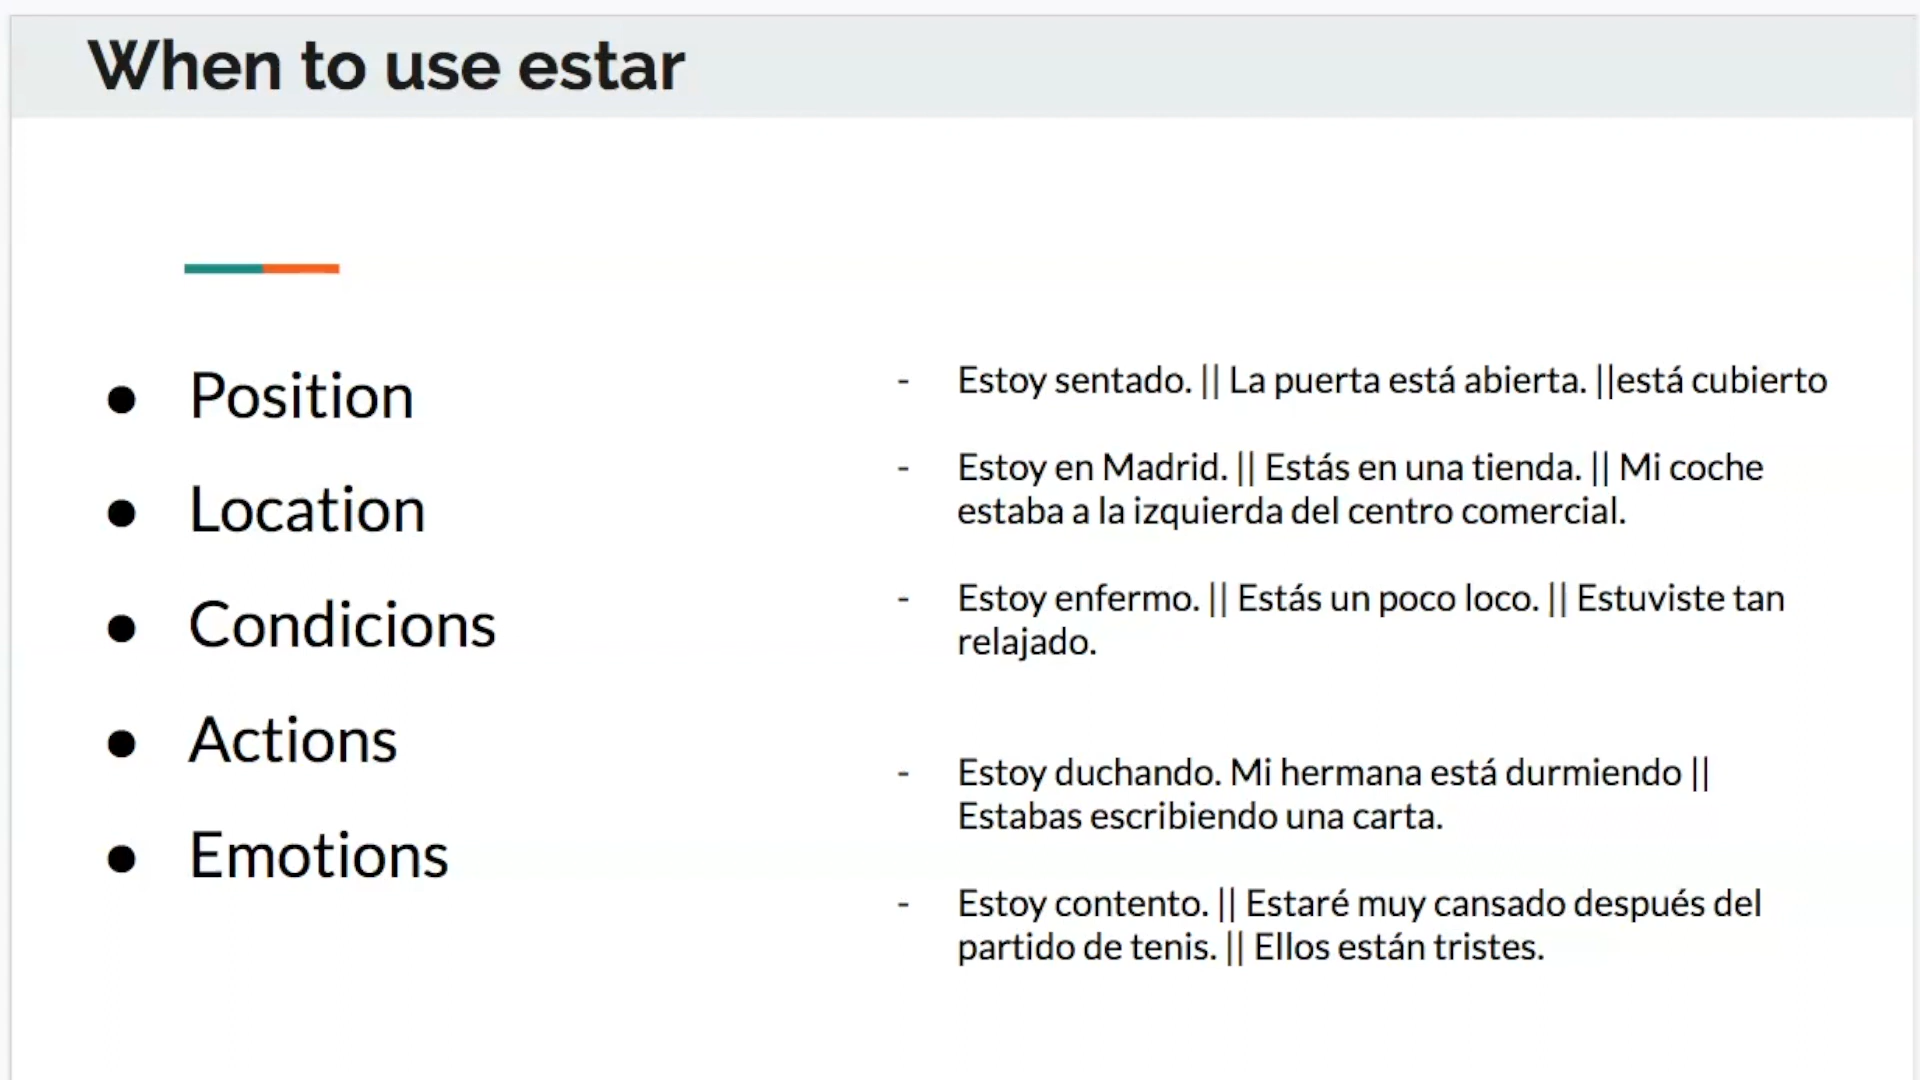 When to use estar
● Position
● Location
● Condicions
● Actions
● Emotions
- Estoy sentado. || La puerta está abierta. ||está cubierto
- Estoy en Madrid. || Estás en una tienda. || Mi coche
estaba a la izquierda del centro comercial.
- Estoy enfermo. || Estás un poco loco. || Estuviste tan
relajado.
- Estoy duchando. Mi hermana está durmiendo ||
Estabas escribiendo una carta.
- Estoy contento. || Estaré muy cansado después del
partido de tenis. || Ellos están tristes.